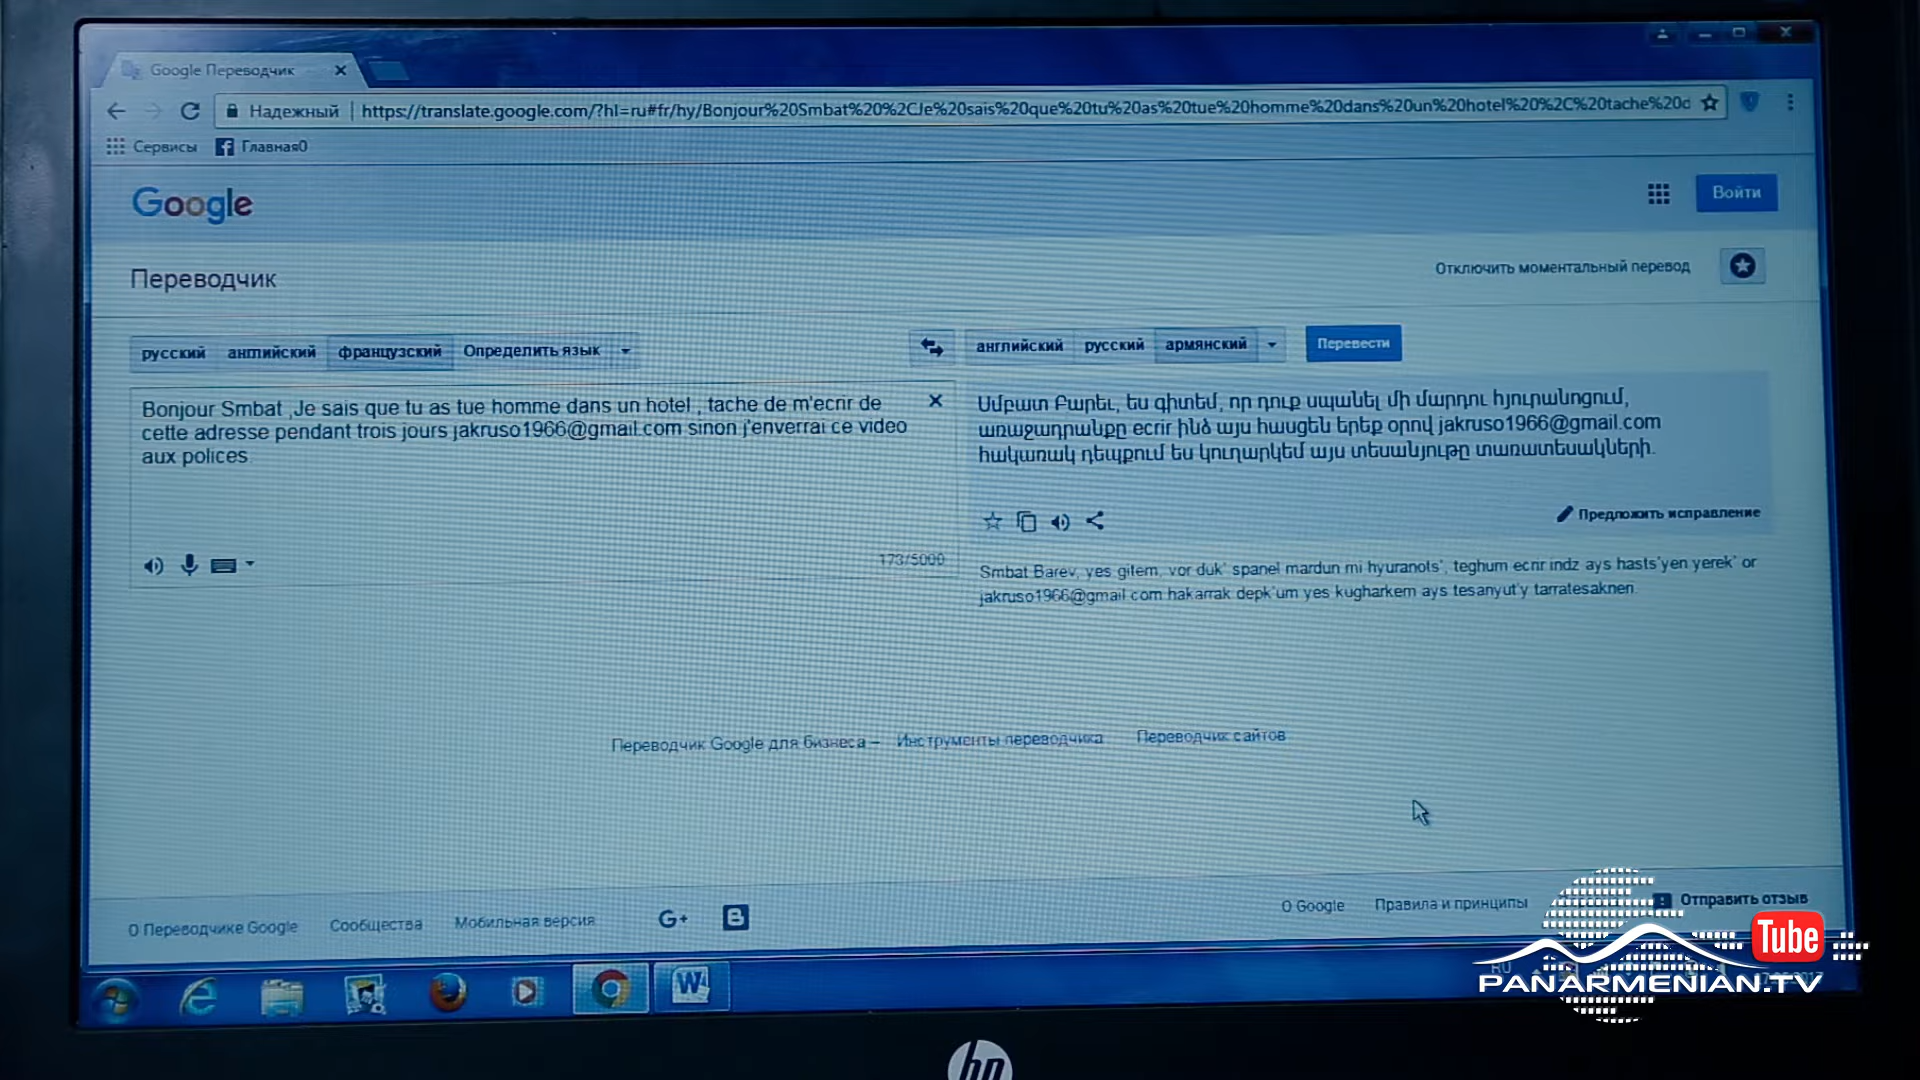 Google Переводчик
Надежный | https://translate.google.com/?hl=ru#fr/hy/Bonjour%20Smbat%20%2CJe%20sais%20que%20tu%20as%20tue%20homme%20dans%20un%20hotel%20%2C%20tache%20d
Сервисы Главная0
Google
Войти
Переводчик
Отключить моментальный перевод
русский английский французский Определить язык
английский русский армянский Перевести
Bonjour Smbat ,Je sais que tu as tue homme dans un hotel , tache de m'ecrir de
cette adresse pendant trois jours jakruso1966@gmail.com sinon j'enverrai ce video
aux polices.
173/5000
Սմբատ Բարեւ, ես գիտեմ, որ դուք սպանել մի մարդու հյուրանոցում,
առաջադրանքը ecrir ինձ այս հասցեն երեք օրով jakruso1966@gmail.com
հակառակ դեպքում ես կուղարկեմ այս տեսանյութը տառատեսակների.
Предложить исправление
Smbat Barev, yes gitem, vor duk' spanel mardun mi hyuranots', teghum ecrir indz ays hasts'yen yerek' or
jakruso1966@gmail.com hakarrak depk'um yes kugharkem ays tesanyut'y tarratesaknen.
Переводчик Google для бизнеса – Инструменты переводчика Переводчик сайтов
О Переводчике Google Сообщества Мобильная версия G+ B
О Google Правила и принципы Отправить отзыв
Tube
RU
PANARMENIAN.TV
hp